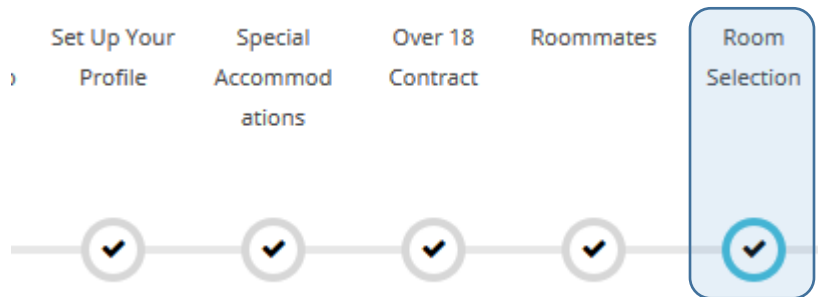 Set Up Your
Profile
Special
Accommod
ations
Over 18
Contract
Roommates
Room
Selection